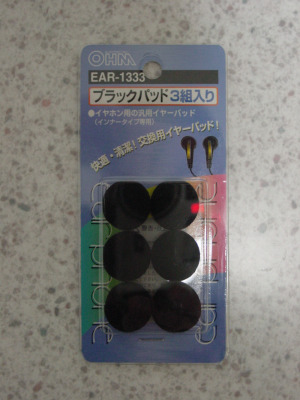 OHM
EAR-1333
ブラックパッド3組入り
●イヤホン用の汎用イヤーパッド
(インナータイプ専用)
快適・清潔!交換用イヤーパッド!
earphone
earphone